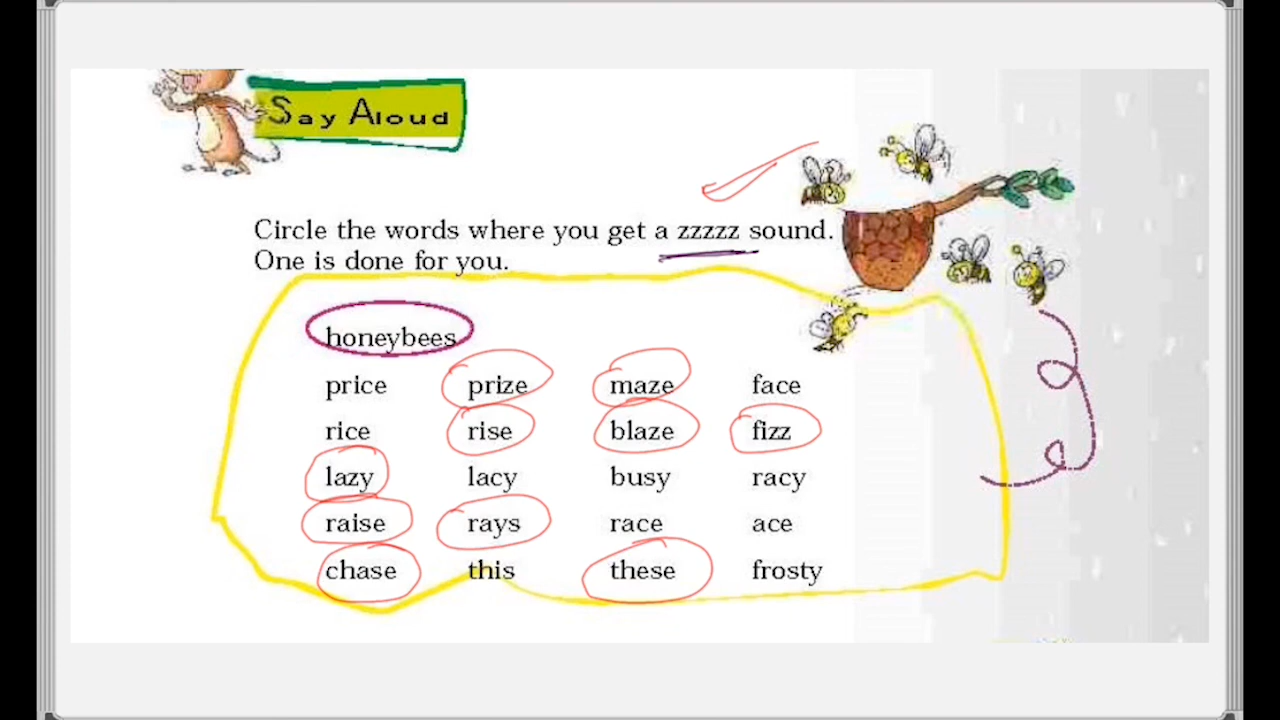 Say Aloud
Circle the words where you get a zzzzz sound.
One is done for you.
honeybees
price prize maze face
rice rise blaze fizz
lazy lacy busy racy
raise rays race ace
chase this these frosty